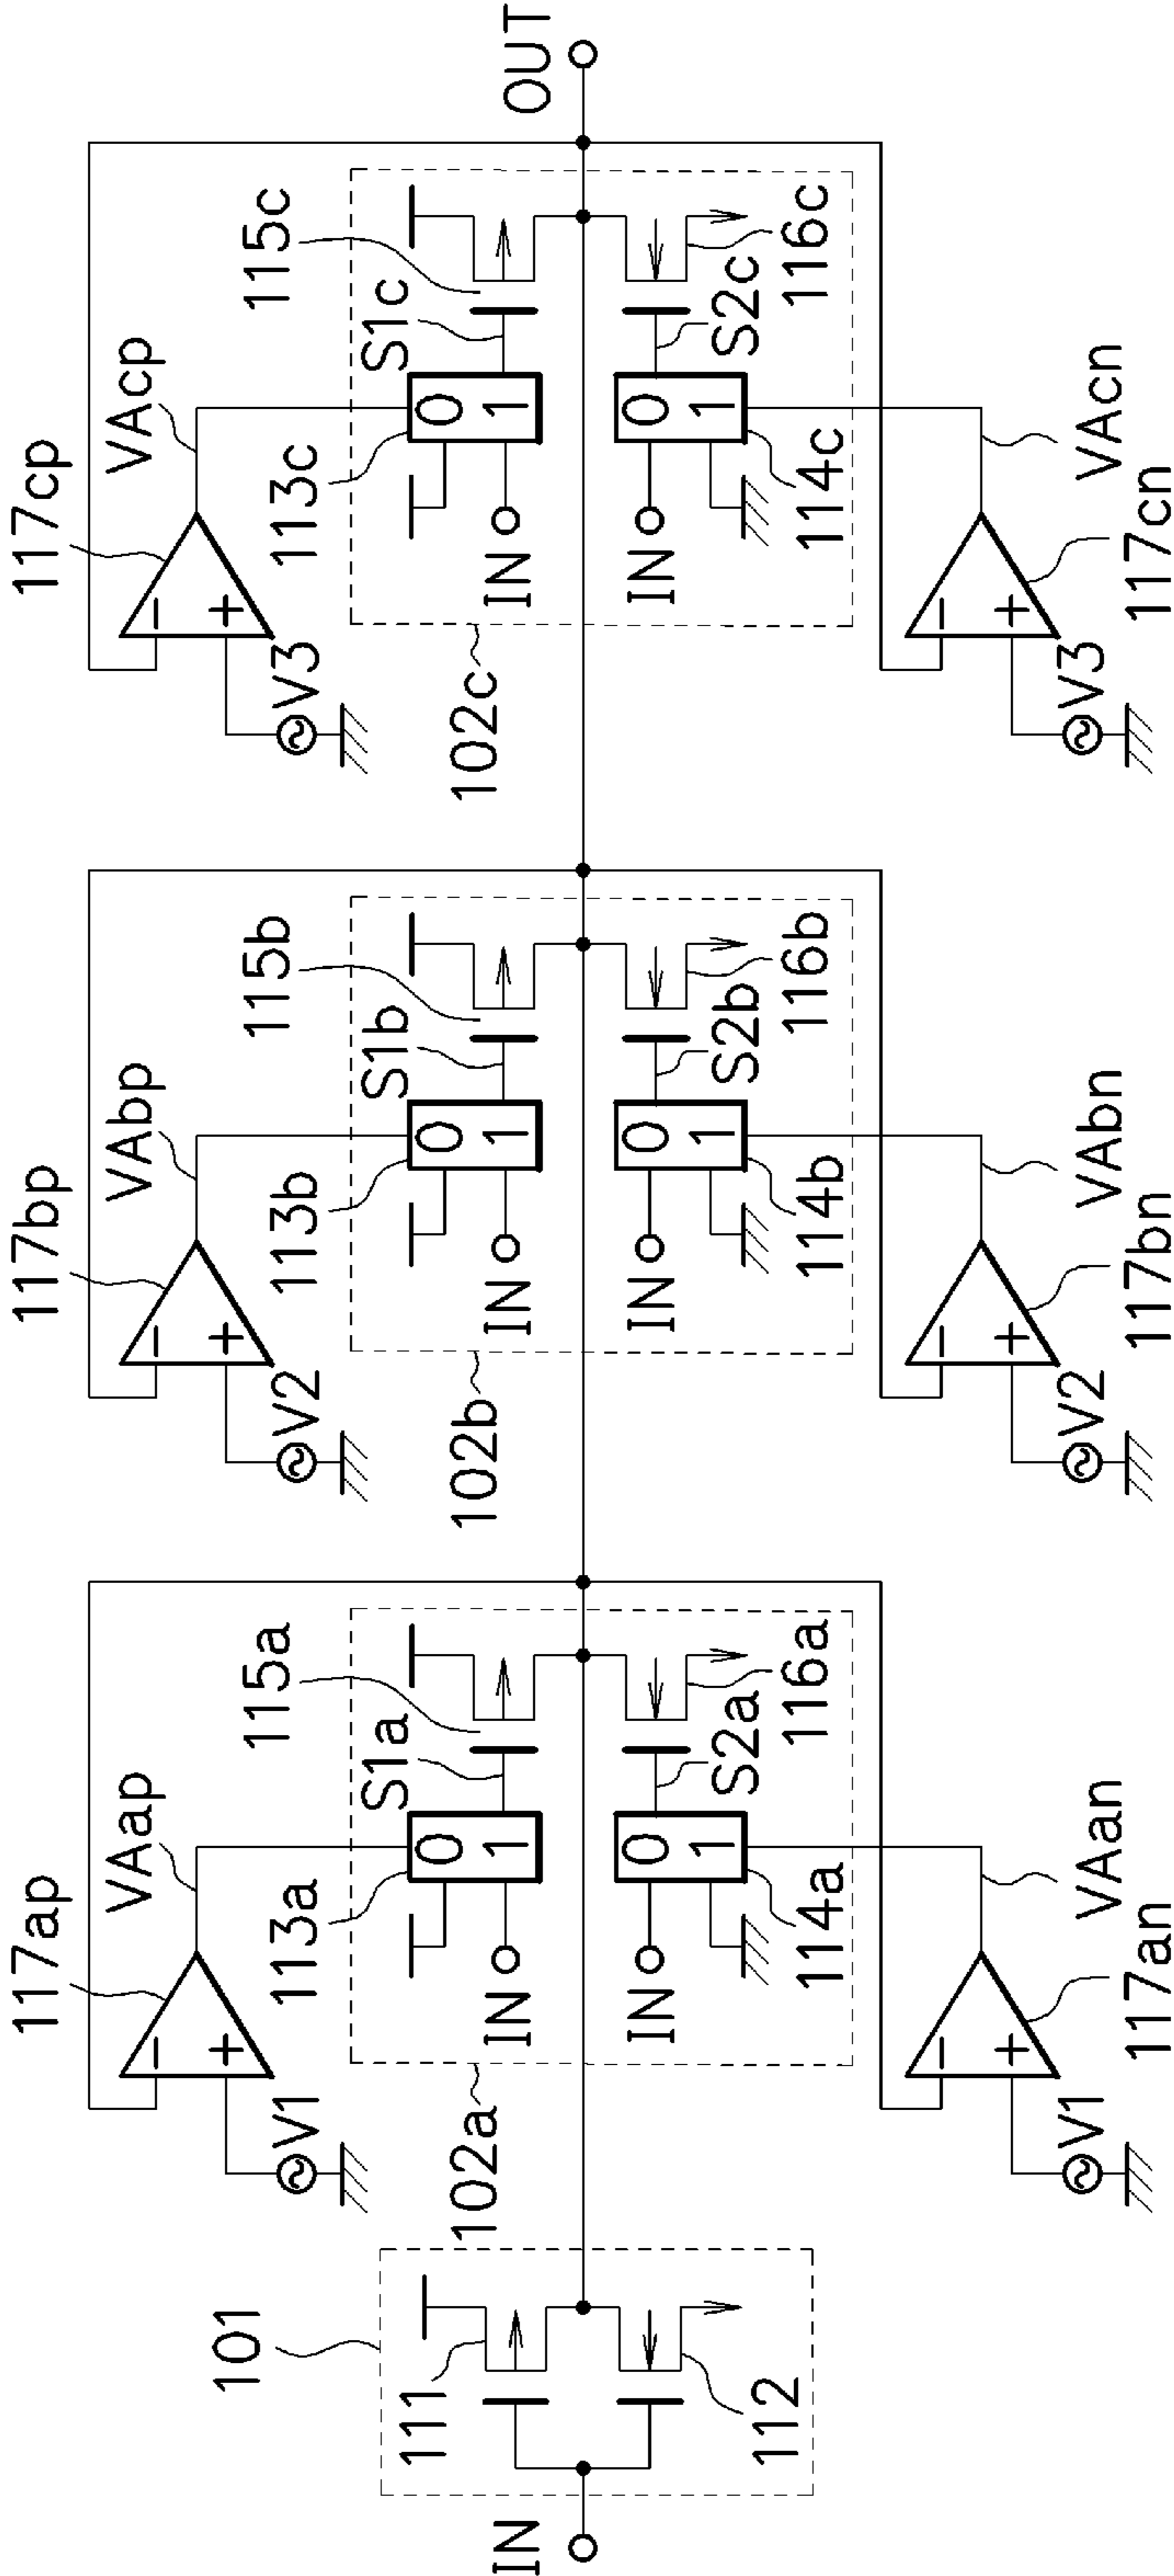 117ap
VAap
117bp
VAbp
117cp
VAcp
V1
V2
V3
101
111
112
IN
102a
113a
0
1
S1a
115a
IN
IN
114a
0
1
S2a
116a
102b
113b
0
1
S1b
115b
IN
IN
114b
0
1
S2b
116b
102c
113c
0
1
S1c
115c
IN
IN
114c
0
1
S2c
116c
OUT
− 
+
−
+
−
+
V1
V2
V3
−
+
−
+
−
+
117an
VAan
117bn
VAbn
117cn
VAcn